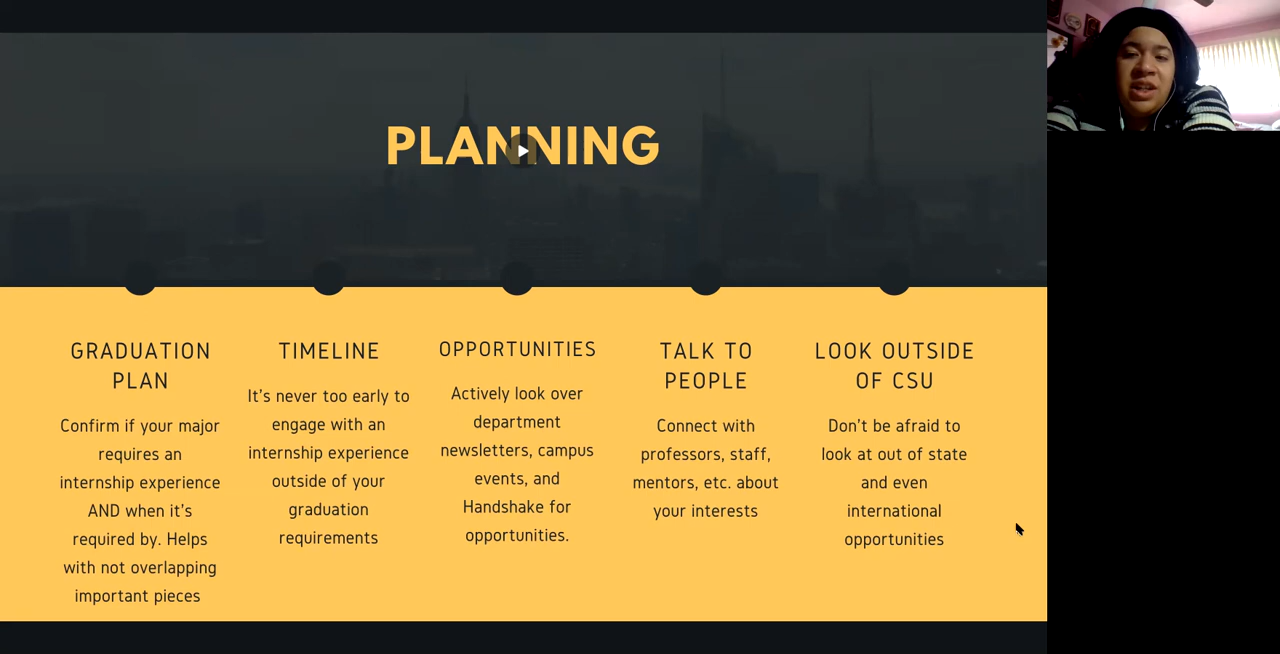 PLANNING
GRADUATION
PLAN
Confirm if your major
requires an
internship experience
AND when it's
required by. Helps
with not overlapping
important pieces
TIMELINE
It's never too early to
engage with an
internship experience
outside of your
graduation
requirements
OPPORTUNITIES
Actively look over
department
newsletters, campus
events, and
Handshake for
opportunities.
TALK TO
PEOPLE
Connect with
professors, staff,
mentors, etc. about
your interests
LOOK OUTSIDE
OF CSU
Don't be afraid to
look at out of state
and even
international
opportunities